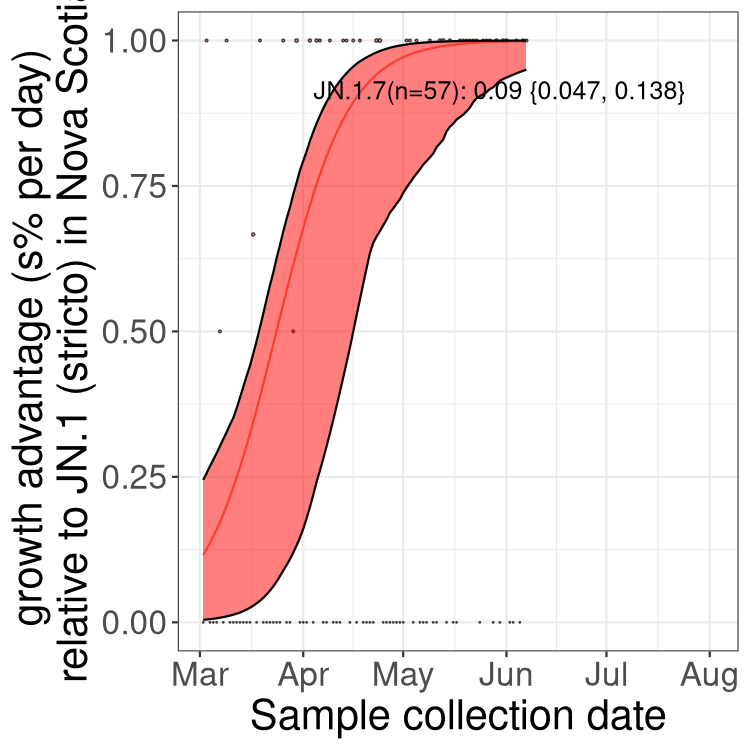 growth advantage (s% per day)
relative to JN.1 (stricto) in Nova Scotia
1.00
0.75
0.50
0.25
0.00
JN.1.7(n=57): 0.09 {0.047, 0.138}
Mar Apr May Jun Jul Aug
Sample collection date